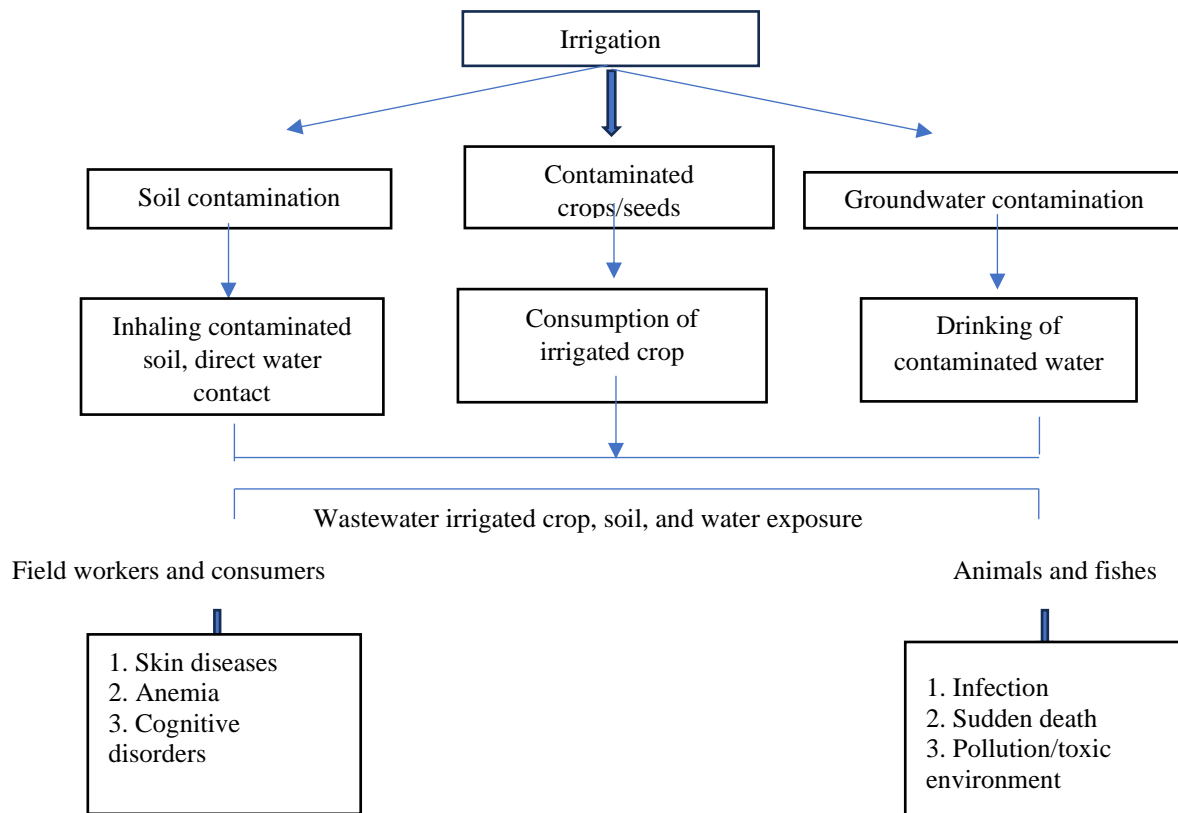 Irrigation
Soil contamination
Contaminated
crops/seeds
Groundwater contamination
Inhaling contaminated
soil, direct water
contact
Consumption of
irrigated crop
Drinking of
contaminated water
Wastewater irrigated crop, soil, and water exposure
Field workers and consumers
Animals and fishes
1. Skin diseases
2. Anemia
3. Cognitive
disorders
1. Infection
2. Sudden death
3. Pollution/toxic
environment